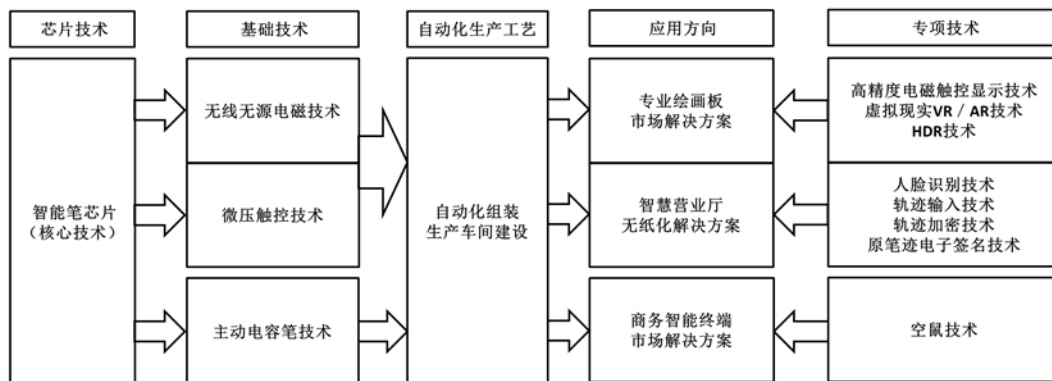 芯片技术
基础技术
自动化生产工艺
应用方向
专项技术
智能笔芯片
（核心技术）
无线无源电磁技术
微压触控技术
主动电容笔技术
自动化组装
生产车间建设
专业绘画板
市场解决方案
智慧营业厅
无纸化解决方案
商务智能终端
市场解决方案
高精度电磁触控显示技术
虚拟现实VR / AR技术
HDR技术
人脸识别技术
轨迹输入技术
轨迹加密技术
原笔迹电子签名技术
空鼠技术